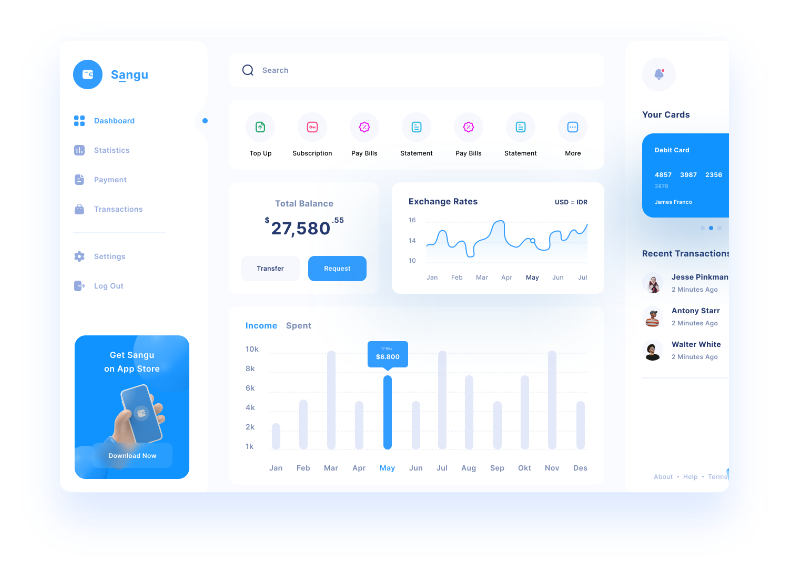 Sangu
Dashboard
Statistics
Payment
Transactions
Settings
Log Out
Get Sangu
on App Store
Download Now
Search
Top Up
Subscription
Pay Bills
Statement
Pay Bills
Statement
More
Total Balance
$27,580.55
Transfer
Request
Exchange Rates
USD = IDR
16
14
10
Jan Feb Mar Apr May Jun Jul
Income Spent
10k
8k
6k
4k
2k
1k
$6.800
Jan Feb Mar Apr May Jun Jul Aug Sep Okt Nov Des
Your Cards
Debit Card
4857 3987 2356
James Franco
Recent Transactions
Jesse Pinkman
2 Minutes Ago
Antony Starr
2 Minutes Ago
Walter White
2 Minutes Ago
About • Help • Terms